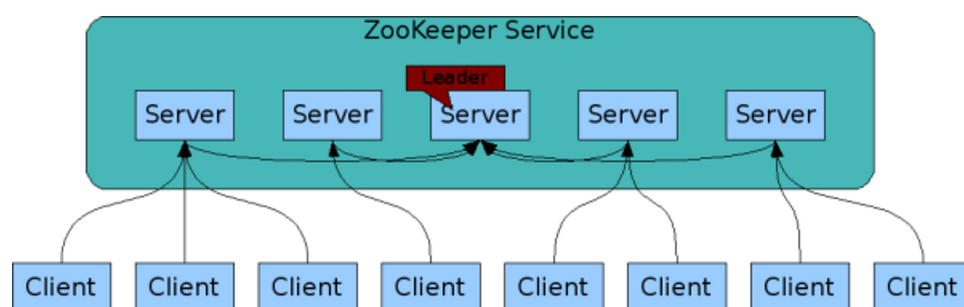 ZooKeeper Service
Leader
Server Server Server Server Server
Client Client Client Client Client Client Client Client